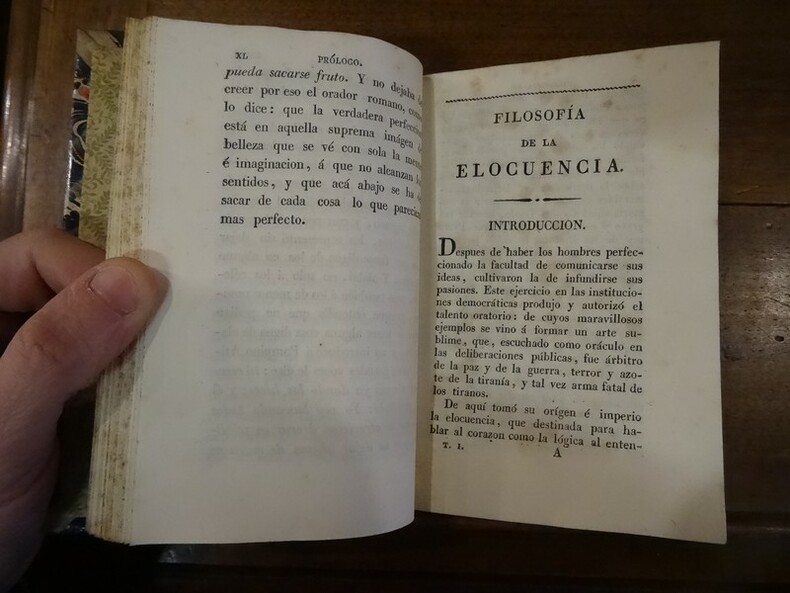 XL PRÓLOGO.
pueda sacarse fruto. Y no dejaba
creer por eso el orador romano,
lo dice: que la verdadera
está en aquella suprema imágen
belleza que se vé con sola la
é imaginacion, á que no alcanzan
sentidos, y que acá abajo se ha
sacar de cada cosa lo que
mas perfecto.
FILOSOFÍA
DE LA
ELOCUENCIA.
INTRODUCCION.
Despues de haber los hombres perfec-
cionado la facultad de comunicarse sus
ideas, cultivaron la de infundirse sus
pasiones. Este ejercicio en las institucio-
nes democráticas produjo y autorizó el
talento oratorio: de cuyos maravillosos
ejemplos se vino á formar un arte su-
blime, que, escuchado como oráculo en
las deliberaciones públicas, fue árbitro
de la paz y de la guerra, terror y azo-
te de la tiranía, y tal vez arma fatal de
los tiranos.
De aquí tomó su orígen é imperio
la elocuencia, que destinada para ha-
blar al corazon como la lógica al enten-
T. I. A